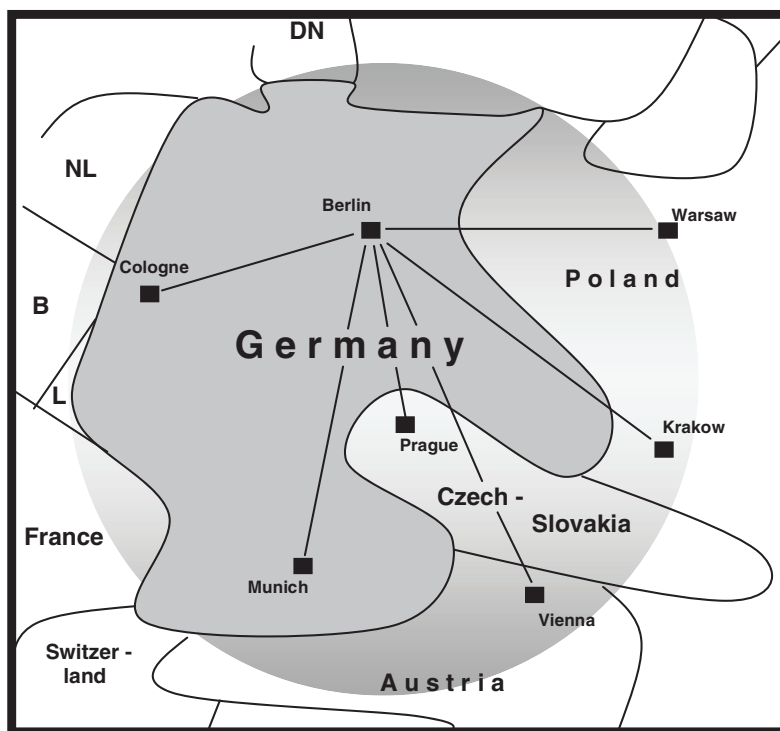 DN
NL
Berlin
Warsaw
Cologne
Poland
B
Germany
L
Krakow
Prague
Czech -
Slovakia
France
Munich
Vienna
Switzer -
land
Austria